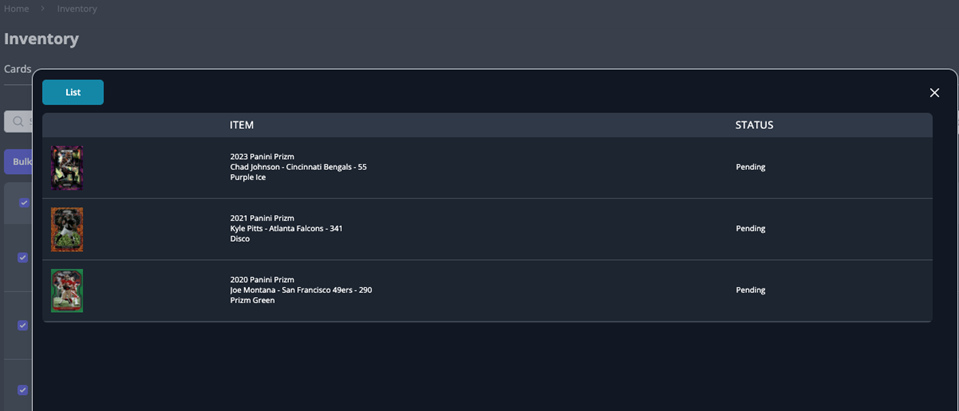 Home > Inventory
Inventory
Cards
List
Bulk
ITEM STATUS
2023 Panini Prizm
Chad Johnson - Cincinnati Bengals - 55
Purple Ice
Pending
2021 Panini Prizm
Kyle Pitts - Atlanta Falcons - 341
Disco
Pending
2020 Panini Prizm
Joe Montana - San Francisco 49ers - 290
Prizm Green
Pending